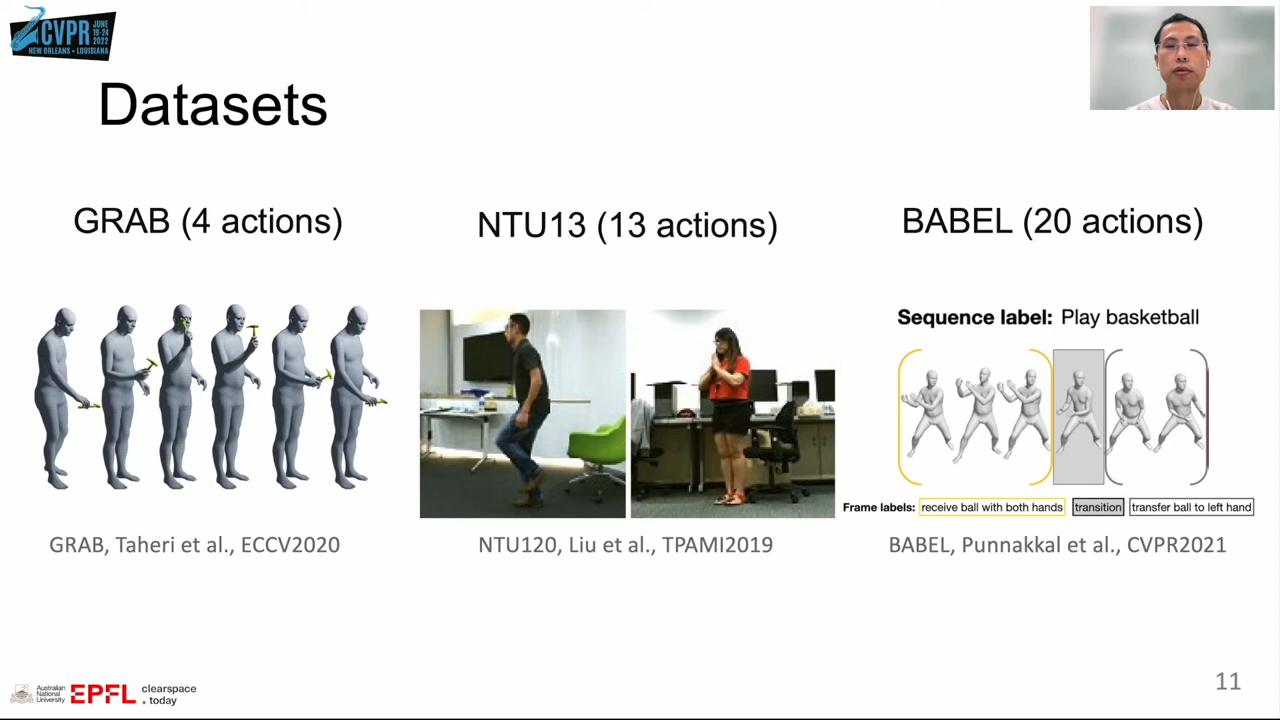 CVPR
JUNE
19-24
2022
NEW ORLEANS • LOUISIANA
Datasets
GRAB (4 actions)
NTU13 (13 actions)
BABEL (20 actions)
Sequence label: Play basketball
Frame labels: receive ball with both hands transition transfer ball to left hand
GRAB, Taheri et al., ECCV2020
NTU120, Liu et al., TPAMI2019
BABEL, Punnakkal et al., CVPR2021
Australian
National
University
EPFL
clearspace
. today
11